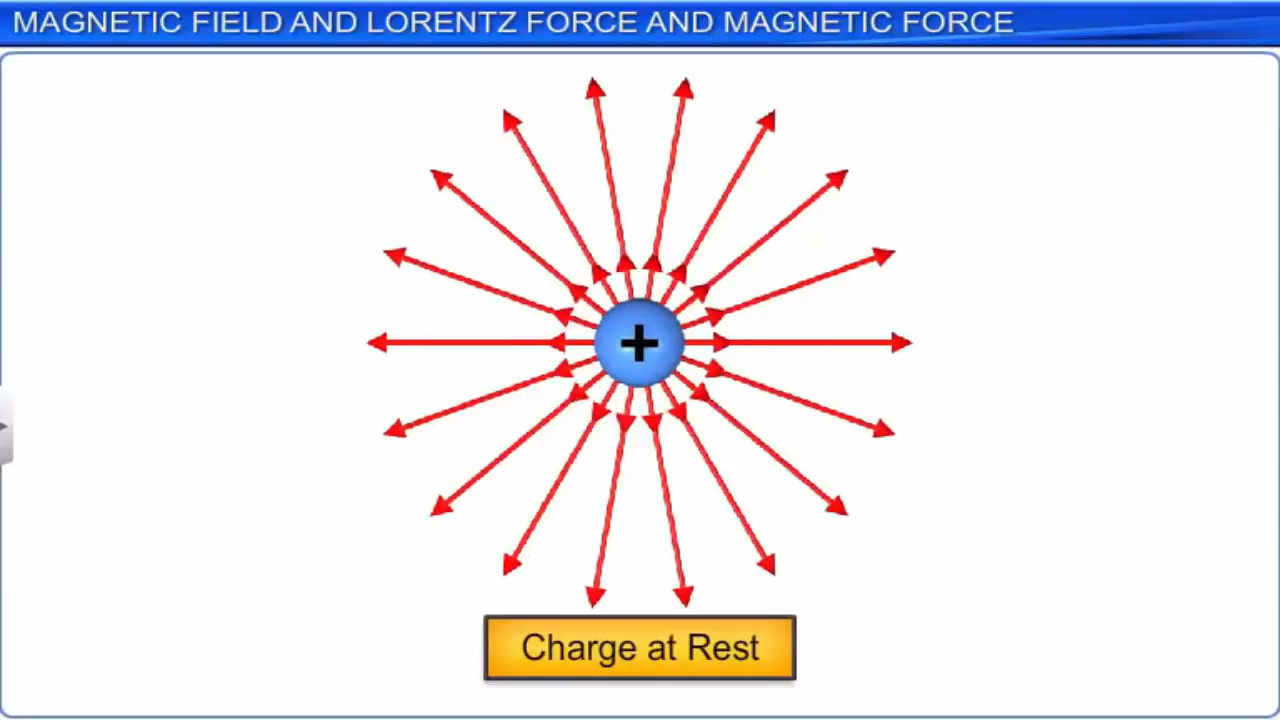 MAGNETIC FIELD AND LORENTZ FORCE AND MAGNETIC FORCE
+
Charge at Rest